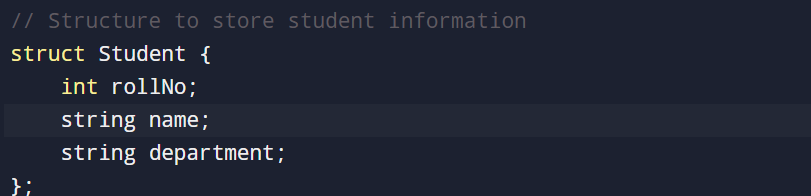 // Structure to store student information
struct Student {
    int rollNo;
    string name;
    string department;
};